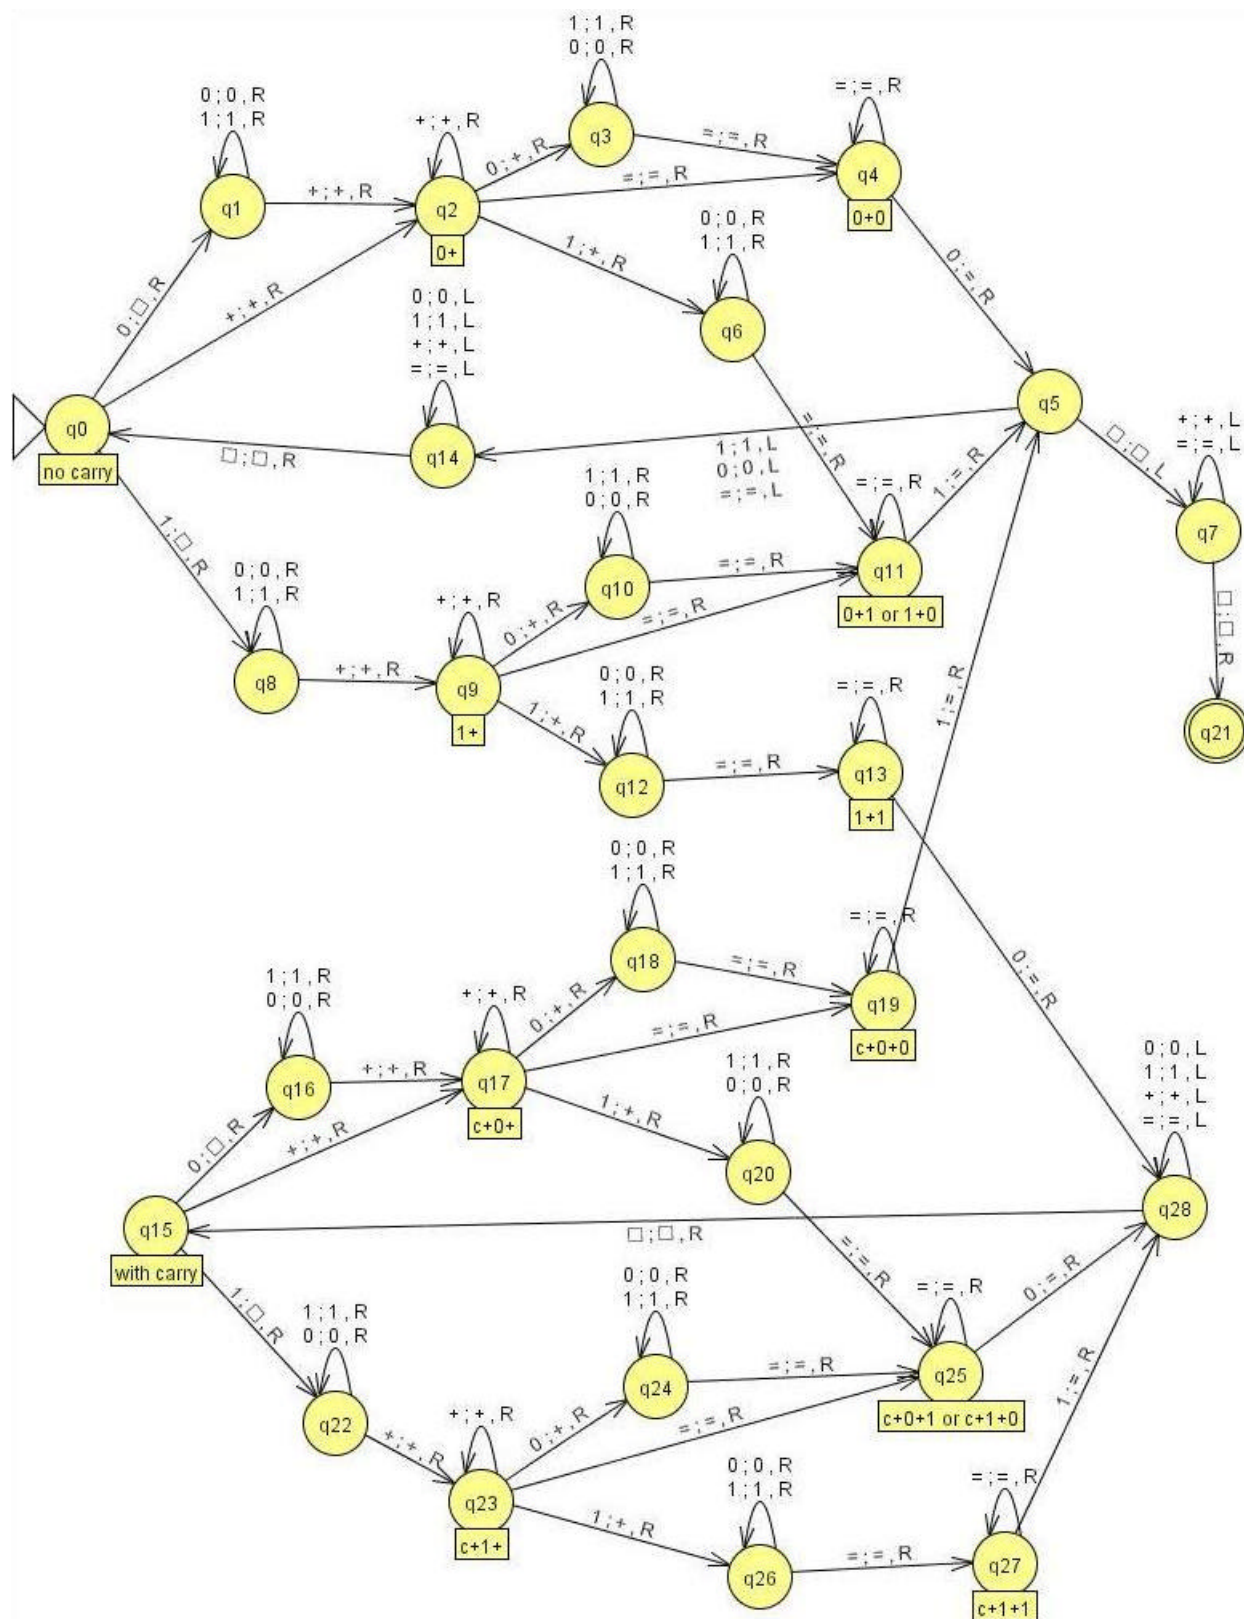 1 ; 1 , R
0 ; 0 , R
q3
0 ; 0 , R
1 ; 1 , R
q1
+ ; + , R
+ ; + , R
q2
0+
0 ; + , R
= ; = , R
= ; = , R
= ; = , R
q4
0+0
0 ; □ , R
+ ; + , R
1 ; + , R
0 ; 0 , R
1 ; 1 , R
q6
0 ; = , R
0 ; 0 , L
1 ; 1 , L
+ ; + , L
= ; = , L
q14
q0
no carry
□ ; □ , R
1 ; 1 , L
0 ; 0 , L
= ; = , L
= ; = , R
q5
□ ; □ , L
+ ; + , L
= ; = , L
q7
□ ; □ , R
q21
1 ; □ , R
0 ; 0 , R
1 ; 1 , R
q8
+ ; + , R
+ ; + , R
q9
1+
1 ; 1 , R
0 ; 0 , R
q10
0 ; + , R
= ; = , R
= ; = , R
= ; = , R
q11
0+1 or 1+0
1 ; = , R
1 ; + , R
0 ; 0 , R
1 ; 1 , R
q12
= ; = , R
= ; = , R
q13
1+1
1 ; = , R
0 ; = , R
0 ; 0 , R
1 ; 1 , R
q18
= ; = , R
= ; = , R
q19
c+0+0
1 ; 1 , R
0 ; 0 , R
q16
+ ; + , R
+ ; + , R
q17
c+0+
0 ; + , R
= ; = , R
0 ; □ , R
+ ; + , R
1 ; + , R
1 ; 1 , R
0 ; 0 , R
q20
0 ; 0 , L
1 ; 1 , L
+ ; + , L
= ; = , L
q28
q15
with carry
□ ; □ , R
= ; = , R
1 ; □ , R
1 ; 1 , R
0 ; 0 , R
q22
+ ; + , R
+ ; + , R
q23
c+1+
0 ; 0 , R
1 ; 1 , R
q24
0 ; + , R
= ; = , R
= ; = , R
= ; = , R
q25
c+0+1 or c+1+0
0 ; = , R
1 ; + , R
0 ; 0 , R
1 ; 1 , R
q26
= ; = , R
= ; = , R
q27
c+1+1
1 ; = , R